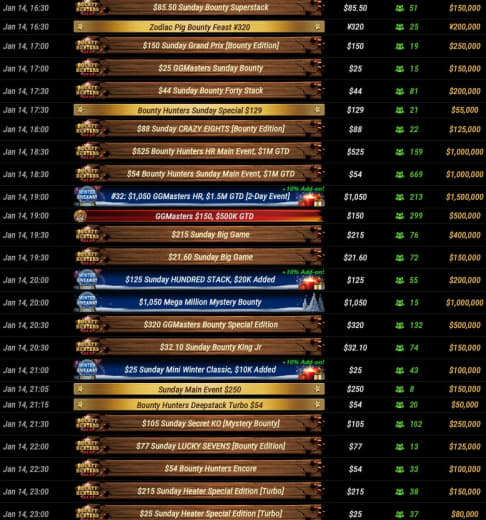 Jan 14, 16:30 $85.50 Sunday Bounty Superstack $85.50 51 $150,000
Jan 14, 16:30 Zodiac Pig Bounty Feast ¥320 ¥320 25 ¥200,000
Jan 14, 17:00 $150 Sunday Grand Prix [Bounty Edition] $150 19 $250,000
Jan 14, 17:00 $25 GGMasters Sunday Bounty $25 15 $150,000
Jan 14, 17:30 $44 Sunday Bounty Forty Stack $44 81 $200,000
Jan 14, 17:30 Bounty Hunters Sunday Special $129 $129 21 $55,000
Jan 14, 18:00 $88 Sunday CRAZY EIGHTS [Bounty Edition] $88 22 $125,000
Jan 14, 18:30 $525 Bounty Hunters HR Main Event, $1M GTD $525 159 $1,000,000
Jan 14, 18:30 $54 Bounty Hunters Sunday Main Event, $1M GTD $54 669 $1,000,000
+10% Add-on!
Jan 14, 19:00 #32: $1,050 GGMasters HR, $1.5M GTD [2-Day Event] $1,050 213 $1,500,000
Jan 14, 19:00 GGMasters $150, $500K GTD $150 299 $500,000
Jan 14, 19:30 $215 Sunday Big Game $215 76 $400,000
Jan 14, 19:30 $21.60 Sunday Big Game $21.60 72 $150,000
+10% Add-on!
Jan 14, 20:00 $125 Sunday HUNDRED STACK, $20K Added $125 55 $200,000
Jan 14, 20:00 $1,050 Mega Million Mystery Bounty $1,050 15 $1,000,000
Jan 14, 20:30 $320 GGMasters Bounty Special Edition $320 132 $500,000
Jan 14, 20:30 $32.10 Sunday Bounty King Jr $32.10 74 $150,000
+10% Add-on!
Jan 14, 21:00 $25 Sunday Mini Winter Classic, $10K Added $25 43 $100,000
Jan 14, 21:05 Sunday Main Event $250 $250 8 $150,000
Jan 14, 21:15 Bounty Hunters Deepstack Turbo $54 $54 20 $50,000
Jan 14, 21:30 $105 Sunday Secret KO [Mystery Bounty] $105 102 $250,000
Jan 14, 22:00 $77 Sunday LUCKY SEVENS [Bounty Edition] $77 13 $125,000
Jan 14, 22:30 $54 Bounty Hunters Encore $54 33 $100,000
Jan 14, 23:00 $215 Sunday Heater Special Edition [Turbo] $215 38 $150,000
Jan 14, 23:00 $25 Sunday Heater Special Edition [Turbo] $25 37 $80,000